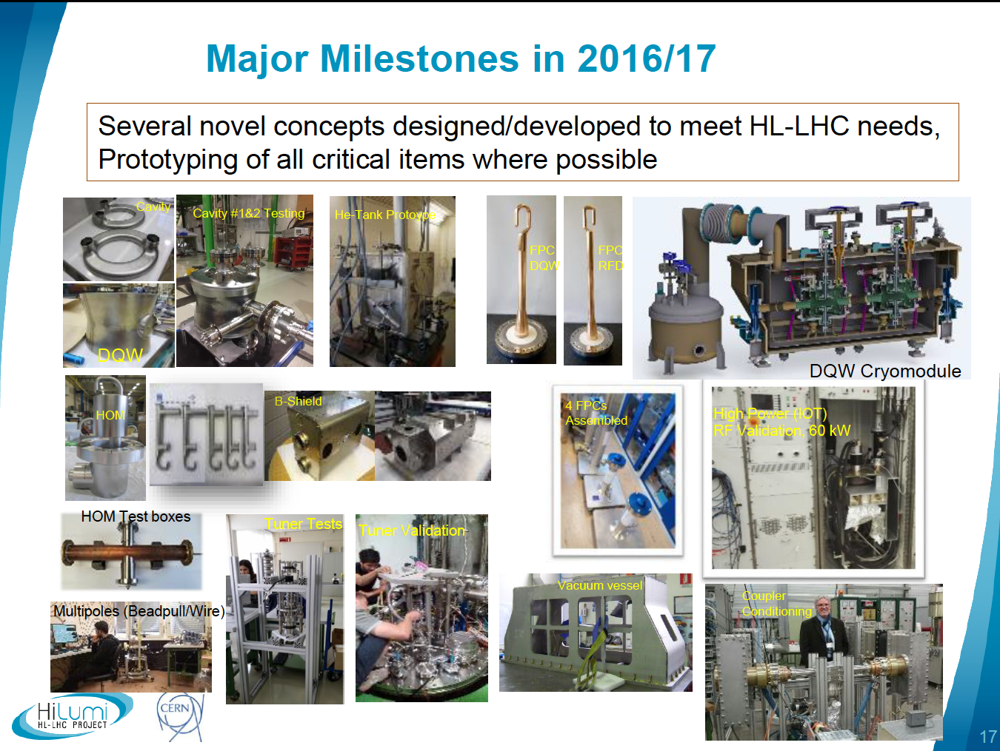 Major Milestones in 2016/17
Several novel concepts designed/developed to meet HL-LHC needs,
Prototyping of all critical items where possible
Cavity
Cavity #1&2 Testing
He-Tank Protoype
FPC
DQW
FPC
RFD
DQW
DQW Cryomodule
HOM
B-Shield
4 FPCs
Assembled
High Power (IOT)
RF Validation, 60 kW
HOM Test boxes
Tuner Tests
Tuner Validation
Vacuum vessel
Coupler
Conditioning
Multipoles (Beadpull/Wire)
HiLumi
HL-LHC PROJECT
CERN
17